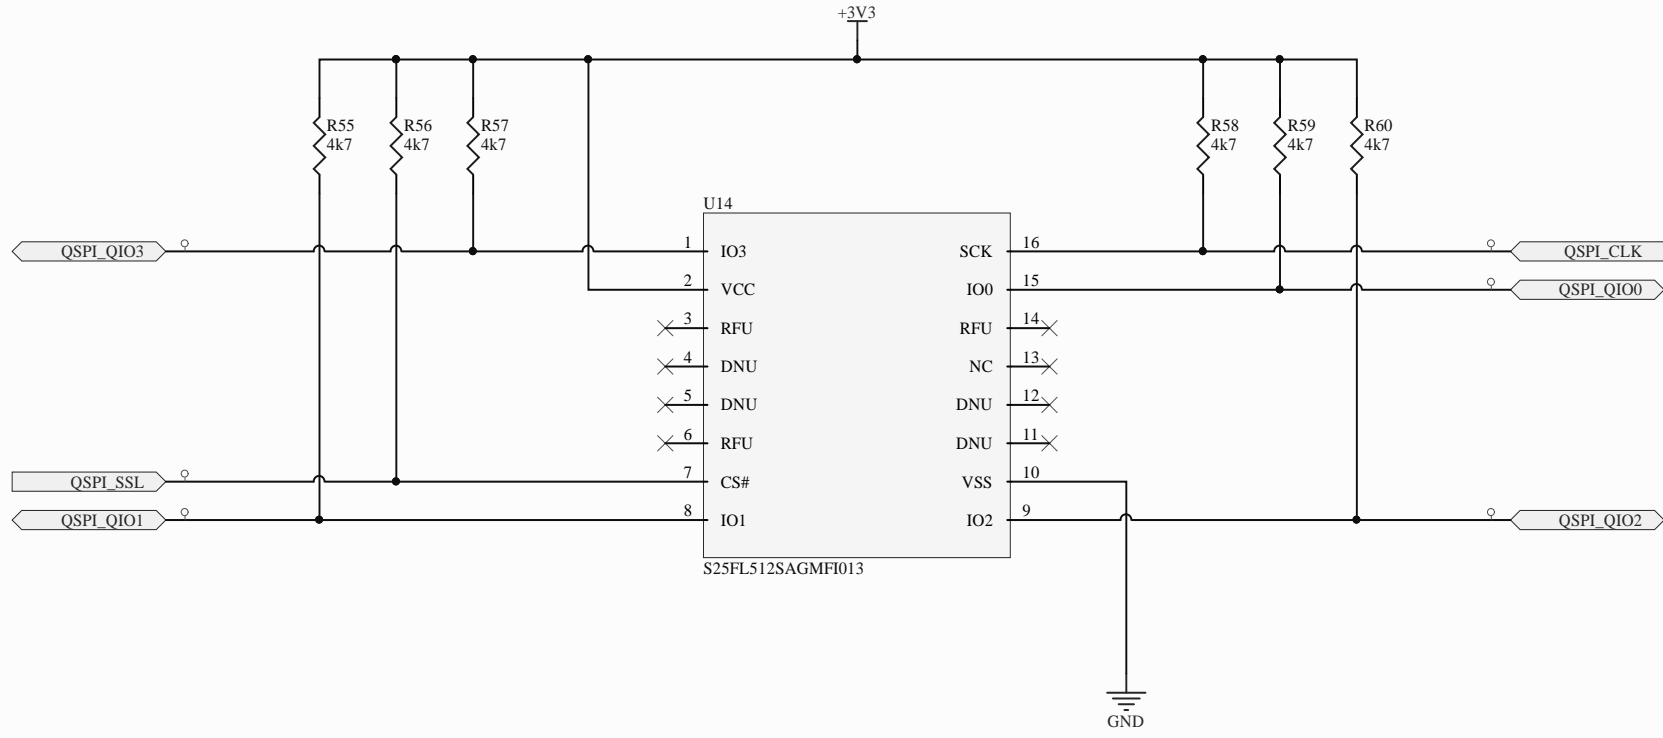 +3V3
R55
4k7
R56
4k7
R57
4k7
R58
4k7
R59
4k7
R60
4k7
U14
QSPI_QIO3
1
IO3
SCK
16
QSPI_CLK
2
VCC
IO0
15
QSPI_QIO0
3
RFU
RFU
14
4
DNU
NC
13
5
DNU
DNU
12
6
RFU
DNU
11
QSPI_SSL
7
CS#
VSS
10
QSPI_QIO1
8
IO1
IO2
9
QSPI_QIO2
S25FL512SAGMFI013
GND